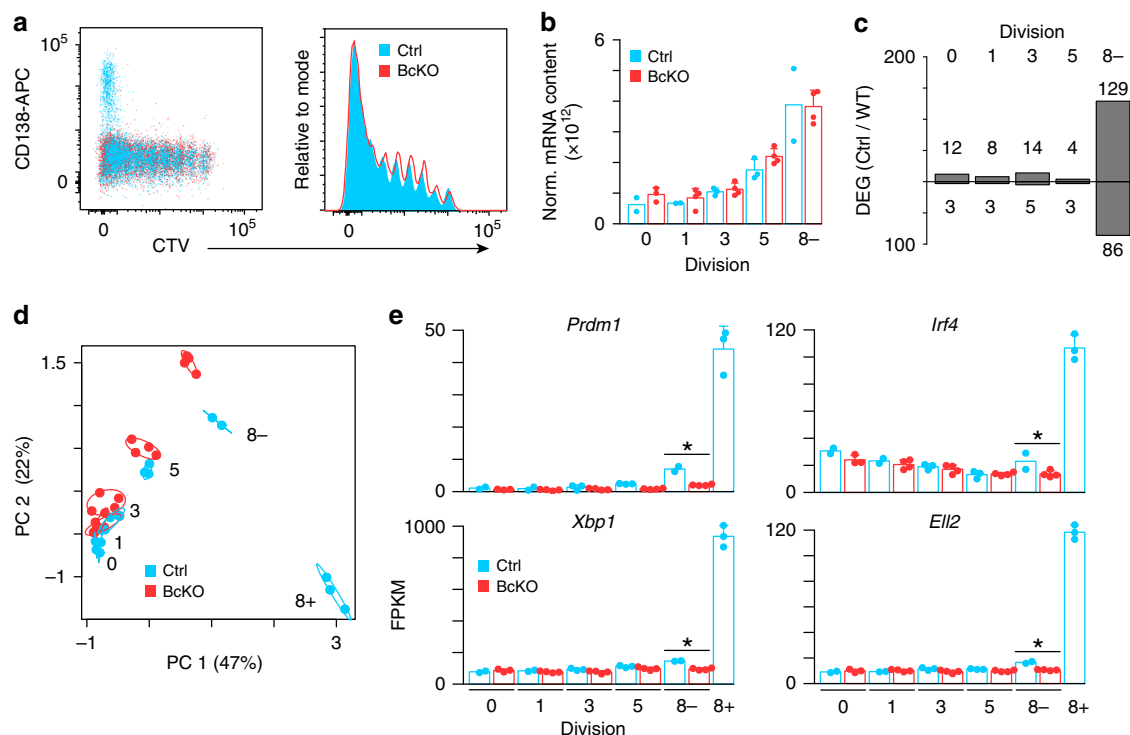 a
CD138-APC
10⁵
0
0
10⁵
CTV
Relative to mode
Ctrl
BcKO
0
10⁵
b
Norm. mRNA content
(×10¹²)
6
0
Ctrl
BcKO
0 1 3 5 8–
Division
c
Division
0 1 3 5 8–
200
DEG (Ctrl / WT)
100
12 8 14 4 129
3 3 5 3 86
d
PC 2 (22%)
1.5
–1
8–
5
3
1
0
8+
Ctrl
BcKO
–1 3
PC 1 (47%)
e
FPKM
Prdm1
50
0
*
Irf4
120
0
*
Xbp1
1000
0
Ctrl
BcKO
*
0 1 3 5 8– 8+
Division
Ell2
120
0
*
0 1 3 5 8– 8+